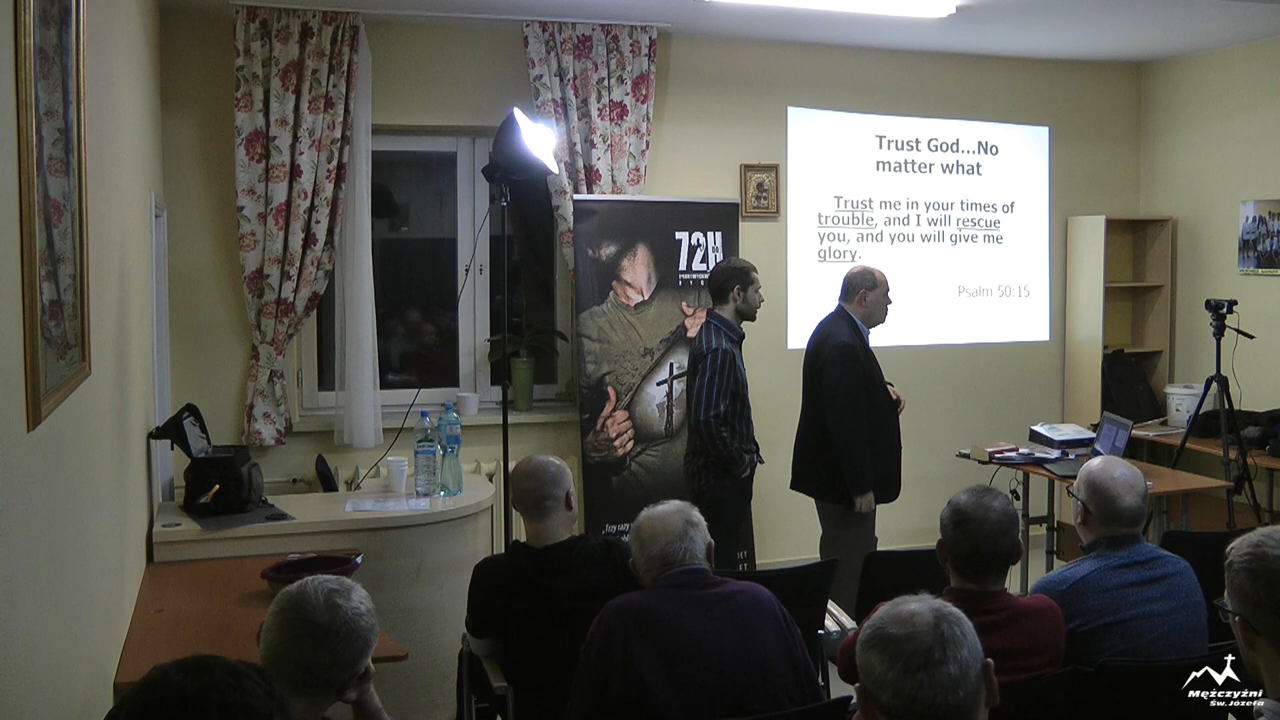 Trust God...No
matter what
Trust me in your times of
trouble, and I will rescue
you, and you will give me
glory.
Psalm 50:15
72H
Mężczyźni
Św. Józefa